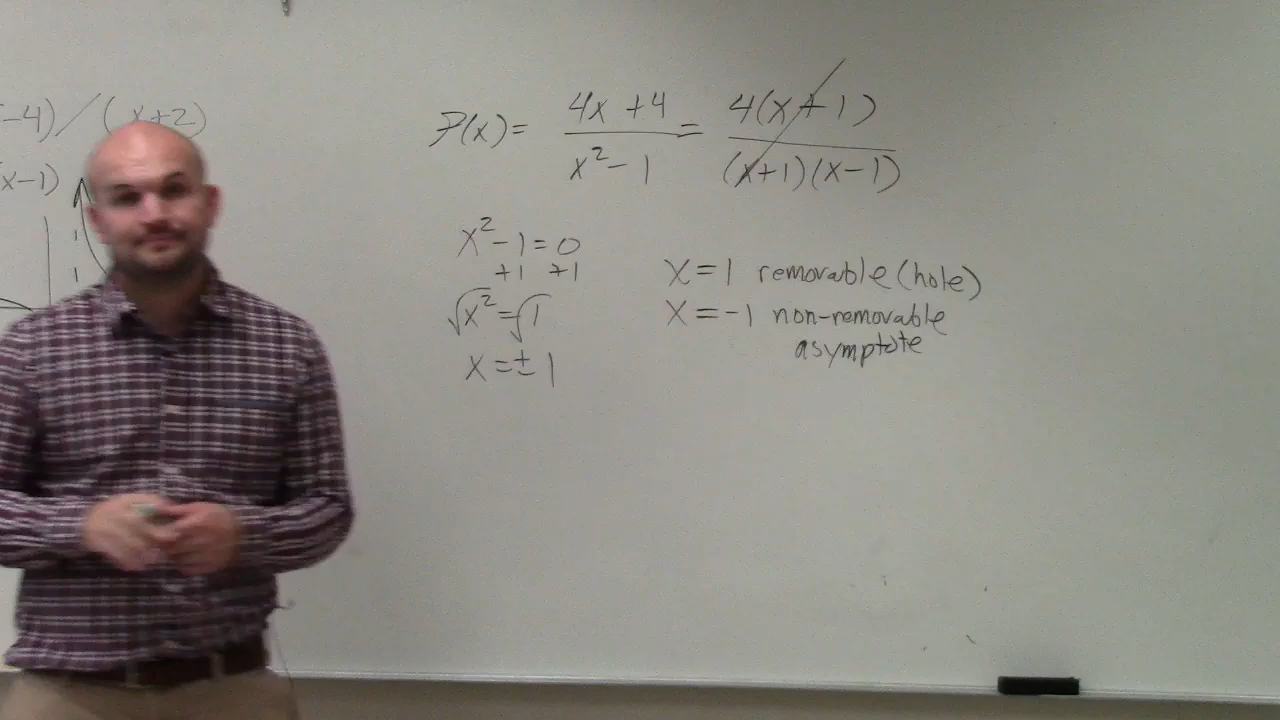 -4)/(x+2)
(x-1)
P(x) = 4x + 4 / x² - 1 = 4(x+1) / (x+1)(x-1)
x² - 1 = 0
+1 +1
√x² = √1
x = ± 1
x = 1 removable (hole)
x = -1 non-removable
asymptote